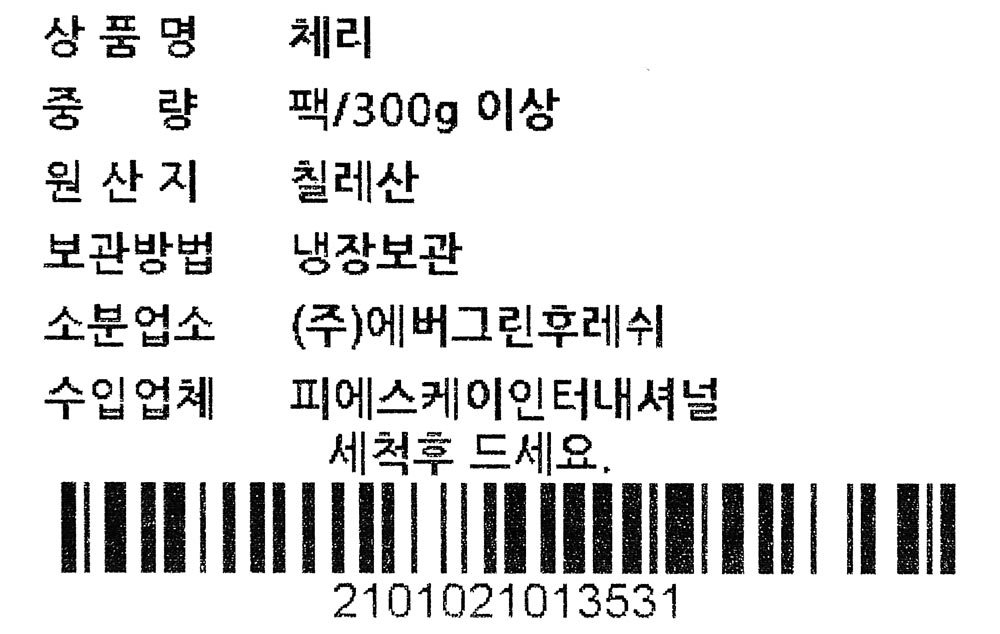 상 품 명 체리
중 량 팩/300g 이상
원 산 지 칠레산
보관방법 냉장보관
소분업소 (주)에버그린후레쉬
수입업체 피에스케이인터내셔널
세척후 드세요.
2101021013531